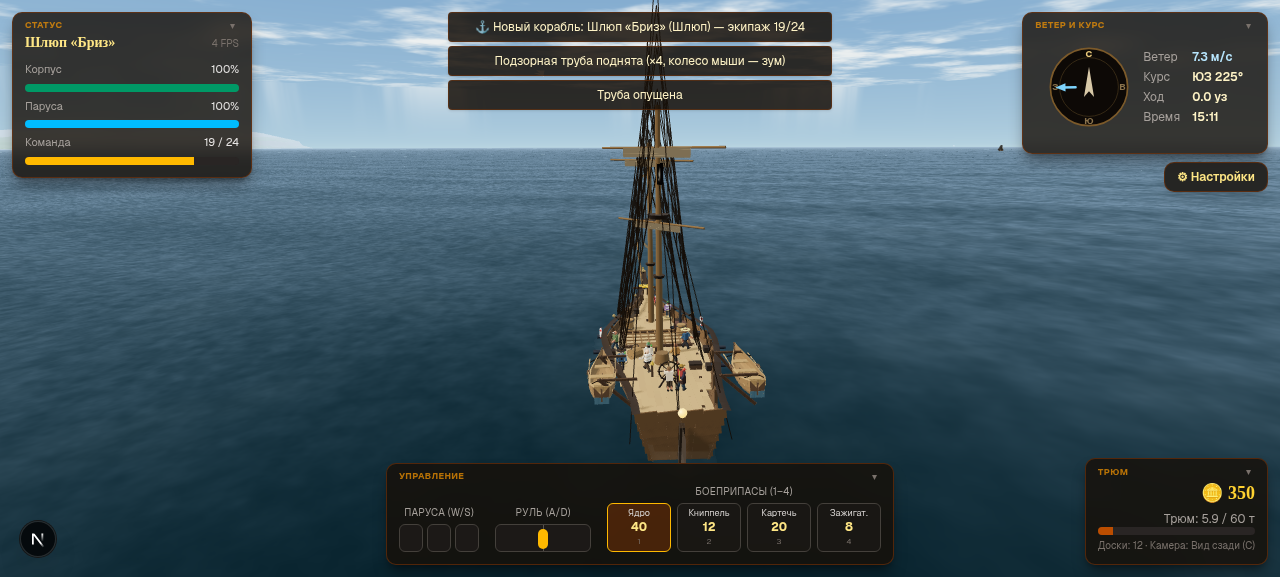 СТАТУС
Шлюп «Бриз»
4 FPS
Корпус 100%
Паруса 100%
Команда 19 / 24
⚓ Новый корабль: Шлюп «Бриз» (Шлюп) — экипаж 19/24
Подзорная труба поднята (×4, колесо мыши — зум)
Труба опущена
ВЕТЕР И КУРС
С
З
В
Ю
Ветер 7.3 м/с
Курс ЮЗ 225°
Ход 0.0 уз
Время 15:11
⚙ Настройки
УПРАВЛЕНИЕ
ПАРУСА (W/S)
РУЛЬ (A/D)
БОЕПРИПАС�ы (1–4)
Ядро
40
1
Книппель
12
2
Картечь
20
3
Зажигат.
8
4
ТРЮМ
350
Трюм: 5.9 / 60 т
Доски: 12 · Камера: Вид сзади (C)
N